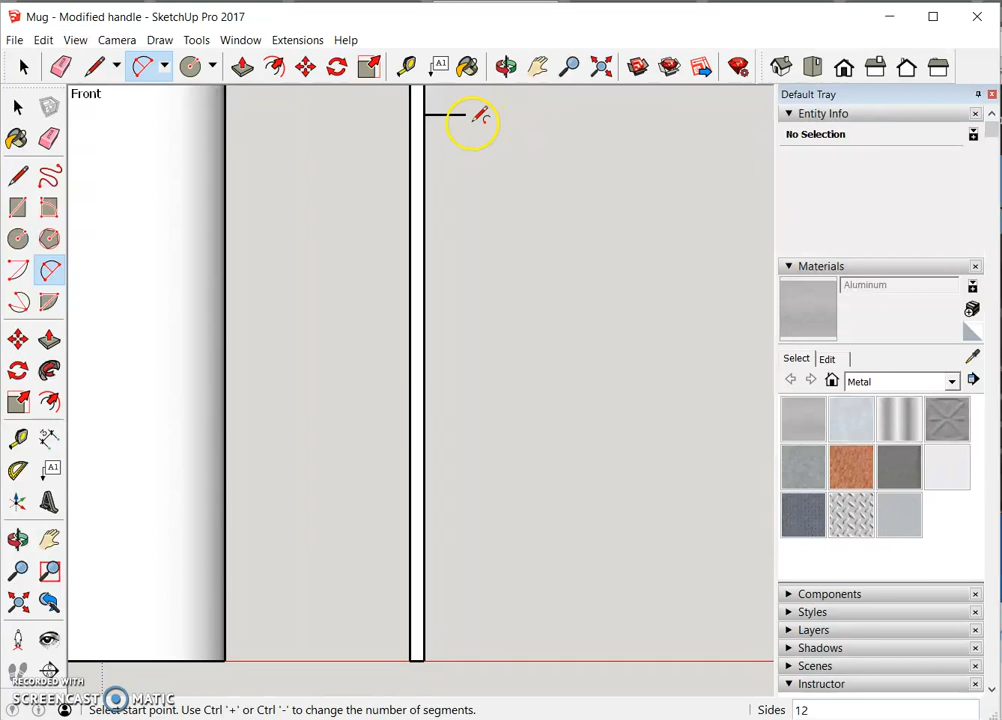 Mug - Modified handle - SketchUp Pro 2017
File Edit View Camera Draw Tools Window Extensions Help
A1
Front
Default Tray
Entity Info
No Selection
Materials
Aluminum
Select Edit
Metal
A1
Components
Styles
Layers
Shadows
Scenes
Instructor
RECORDED WITH
SCREENCAST MATIC
Select start point. Use Ctrl '+' or Ctrl '-' to change the number of segments.
Sides 12